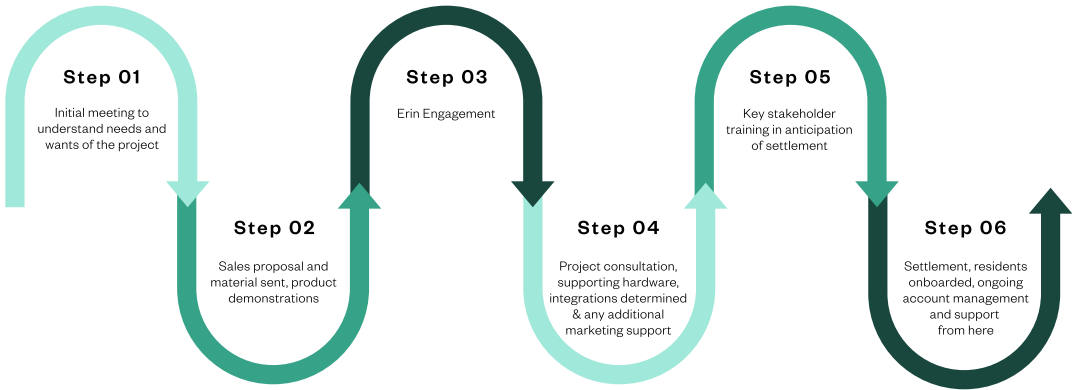 Step 01
Initial meeting to
understand needs and
wants of the project
Step 02
Sales proposal and
material sent, product
demonstrations
Step 03
Erin Engagement
Step 04
Project consultation,
supporting hardware,
integrations determined
& any additional
marketing support
Step 05
Key stakeholder
training in anticipation
of settlement
Step 06
Settlement, residents
onboarded, ongoing
account management
and support
from here